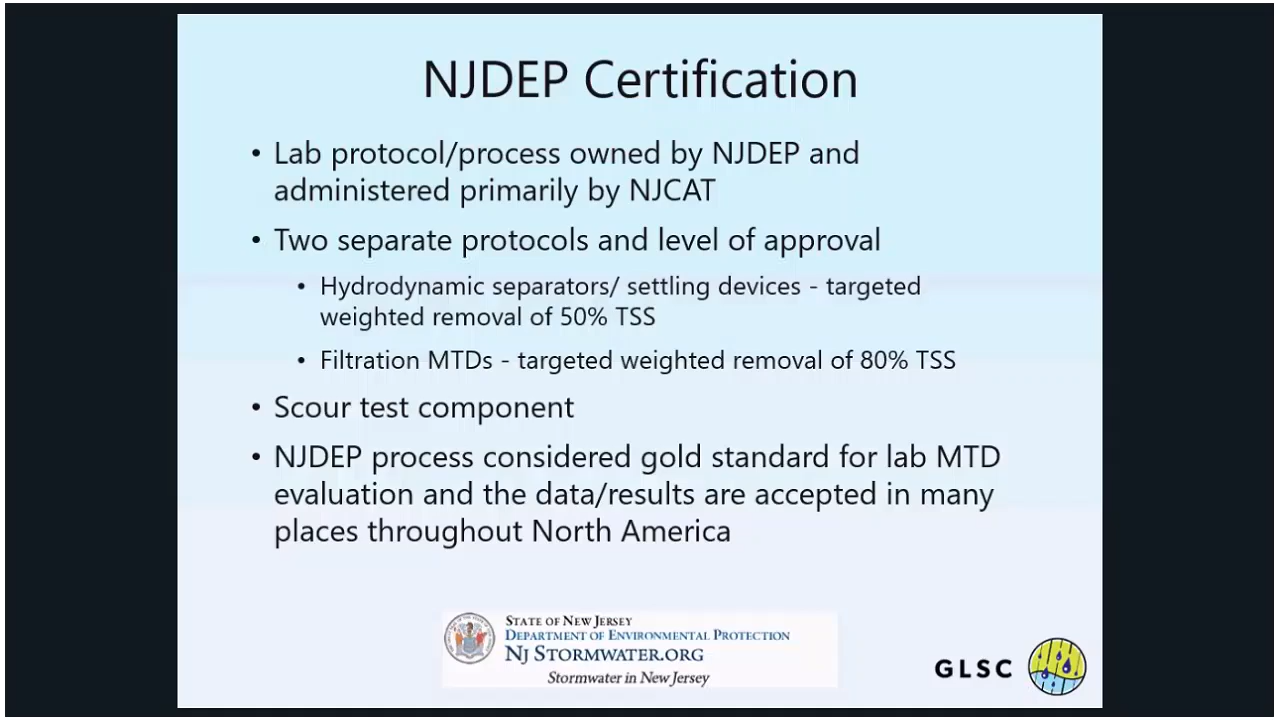 NJDEP Certification
• Lab protocol/process owned by NJDEP and
administered primarily by NJCAT
• Two separate protocols and level of approval
• Hydrodynamic separators/ settling devices - targeted
weighted removal of 50% TSS
• Filtration MTDs - targeted weighted removal of 80% TSS
• Scour test component
• NJDEP process considered gold standard for lab MTD
evaluation and the data/results are accepted in many
places throughout North America
STATE OF NEW JERSEY
DEPARTMENT OF ENVIRONMENTAL PROTECTION
NJ STORMWATER.ORG
Stormwater in New Jersey
GLSC